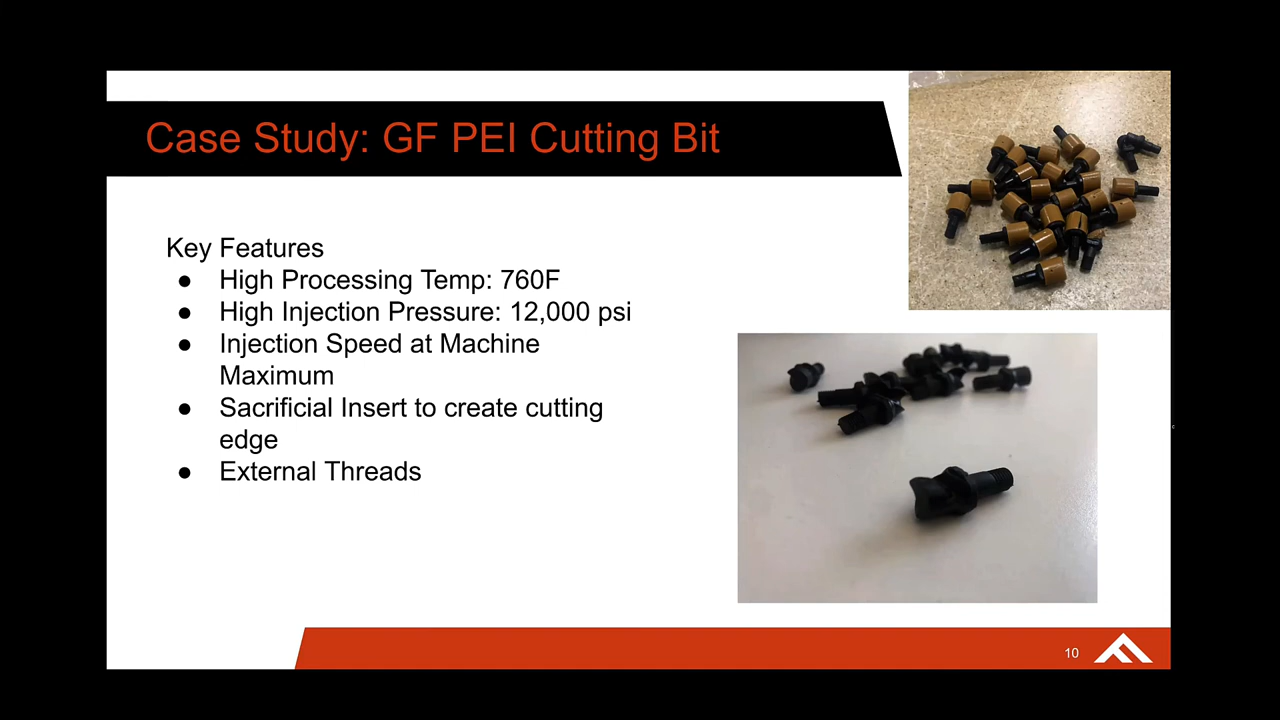 Case Study: GF PEI Cutting Bit
Key Features
● High Processing Temp: 760F
● High Injection Pressure: 12,000 psi
● Injection Speed at Machine
Maximum
● Sacrificial Insert to create cutting
edge
● External Threads
10